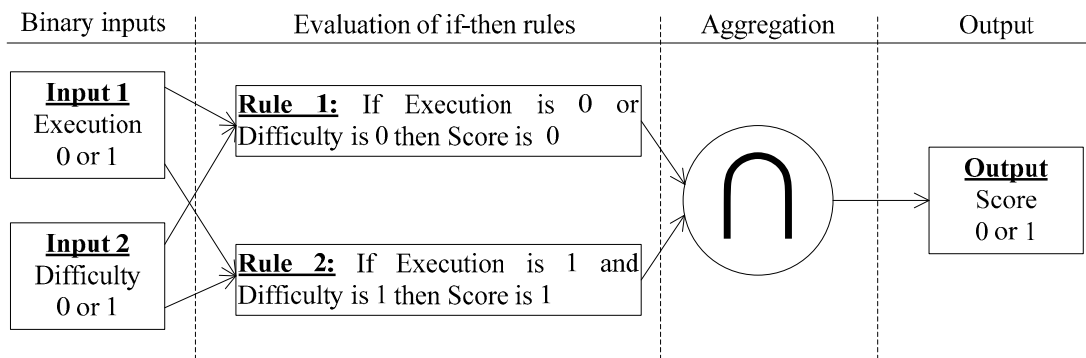 Binary inputs
Evaluation of if-then rules
Aggregation
Output
Input 1
Execution
0 or 1
Input 2
Difficulty
0 or 1
Rule 1: If Execution is 0 or
Difficulty is 0 then Score is 0
Rule 2: If Execution is 1 and
Difficulty is 1 then Score is 1
∩
Output
Score
0 or 1